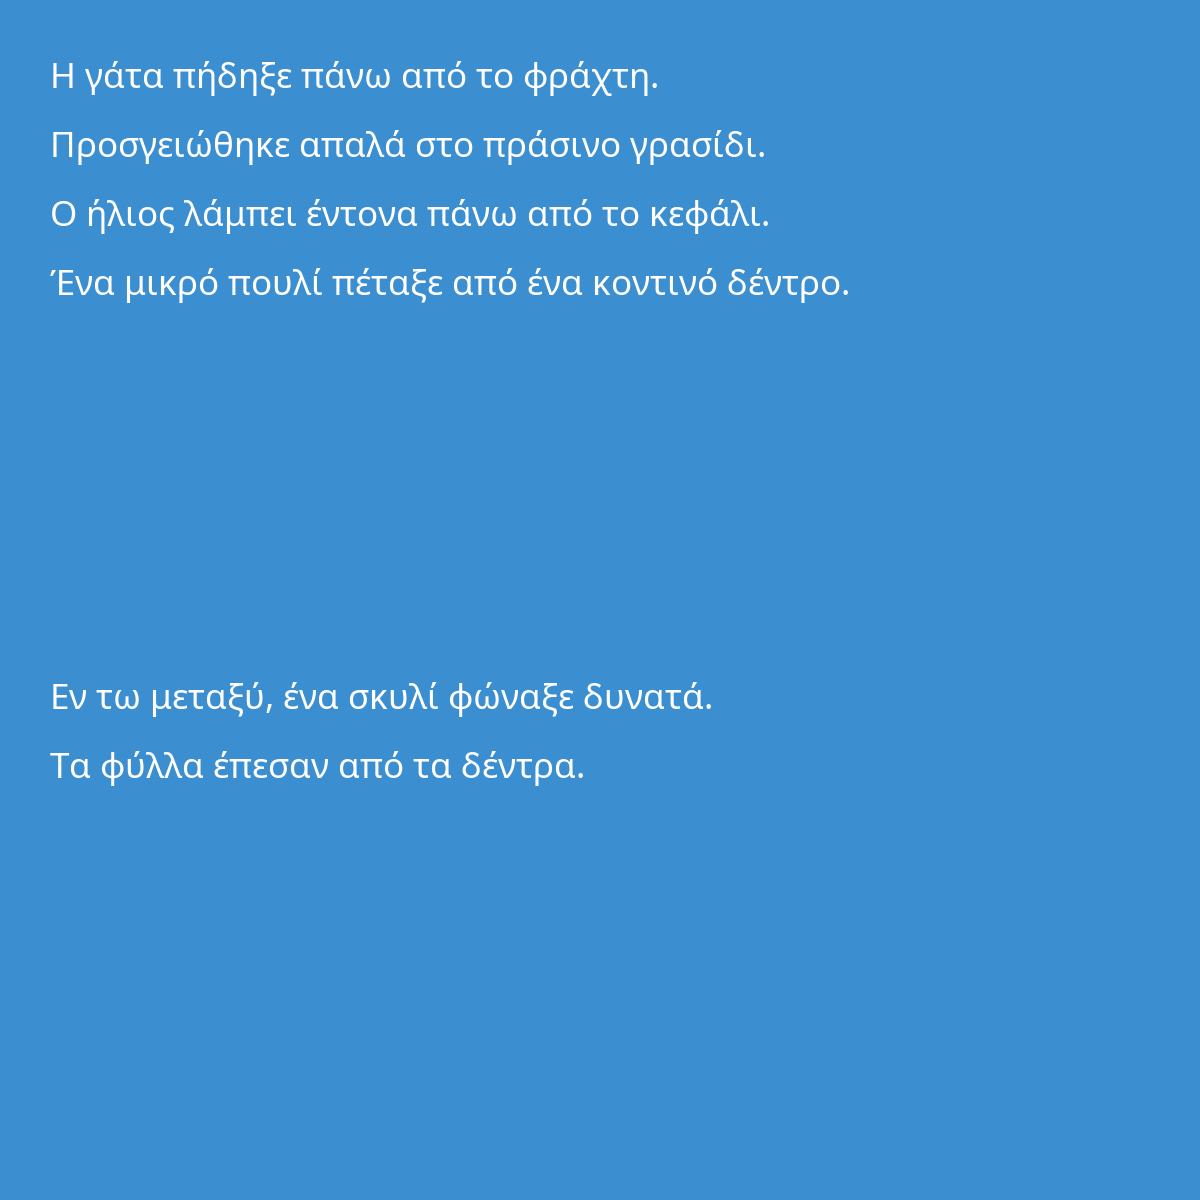 Η γάτα πήδηξε πάνω από το φράχτη.
Προσγειώθηκε απαλά στο πράσινο γρασίδι.
Ο ήλιος λάμπει έντονα πάνω από το κεφάλι.
Ένα μικρό πουλί πέταξε από ένα κοντινό δέντρο.
Εν τω μεταξύ, ένα σκυλί φώναξε δυνατά.
Τα φύλλα έπεσαν από τα δέντρα.